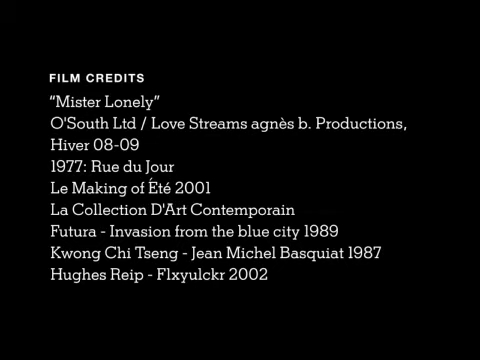 FILM CREDITS
“Mister Lonely”
O'South Ltd / Love Streams agnès b. Productions,
Hiver 08-09
1977: Rue du Jour
Le Making of Été 2001
La Collection D'Art Contemporain
Futura - Invasion from the blue city 1989
Kwong Chi Tseng - Jean Michel Basquiat 1987
Hughes Reip - Flxyulckr 2002